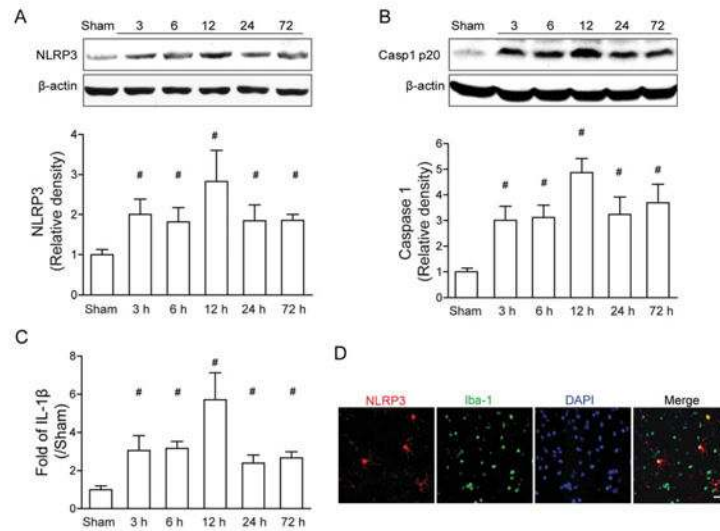 A
Sham 3 6 12 24 72
NLRP3
β-actin
NLRP3
(Relative density)
4
3
2
1
0
# # # # #
Sham 3 h 6 h 12 h 24 h 72 h
B
Sham 3 6 12 24 72
Casp1 p20
β-actin
Caspase 1
(Relative density)
6
5
4
3
2
1
0
# # # # #
Sham 3 h 6 h 12 h 24 h 72 h
C
Fold of IL-1β
(/Sham)
8
6
4
2
0
# # # # #
Sham 3 h 6 h 12 h 24 h 72 h
D
NLRP3 Iba-1 DAPI Merge